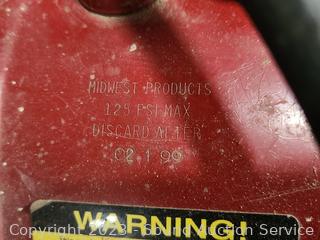 MIDWEST PRODUCTS
125 PSI MAX
DISCARD AFTER
02 1 99
WARNING!
Copyright 2023 - Sound Auction Service